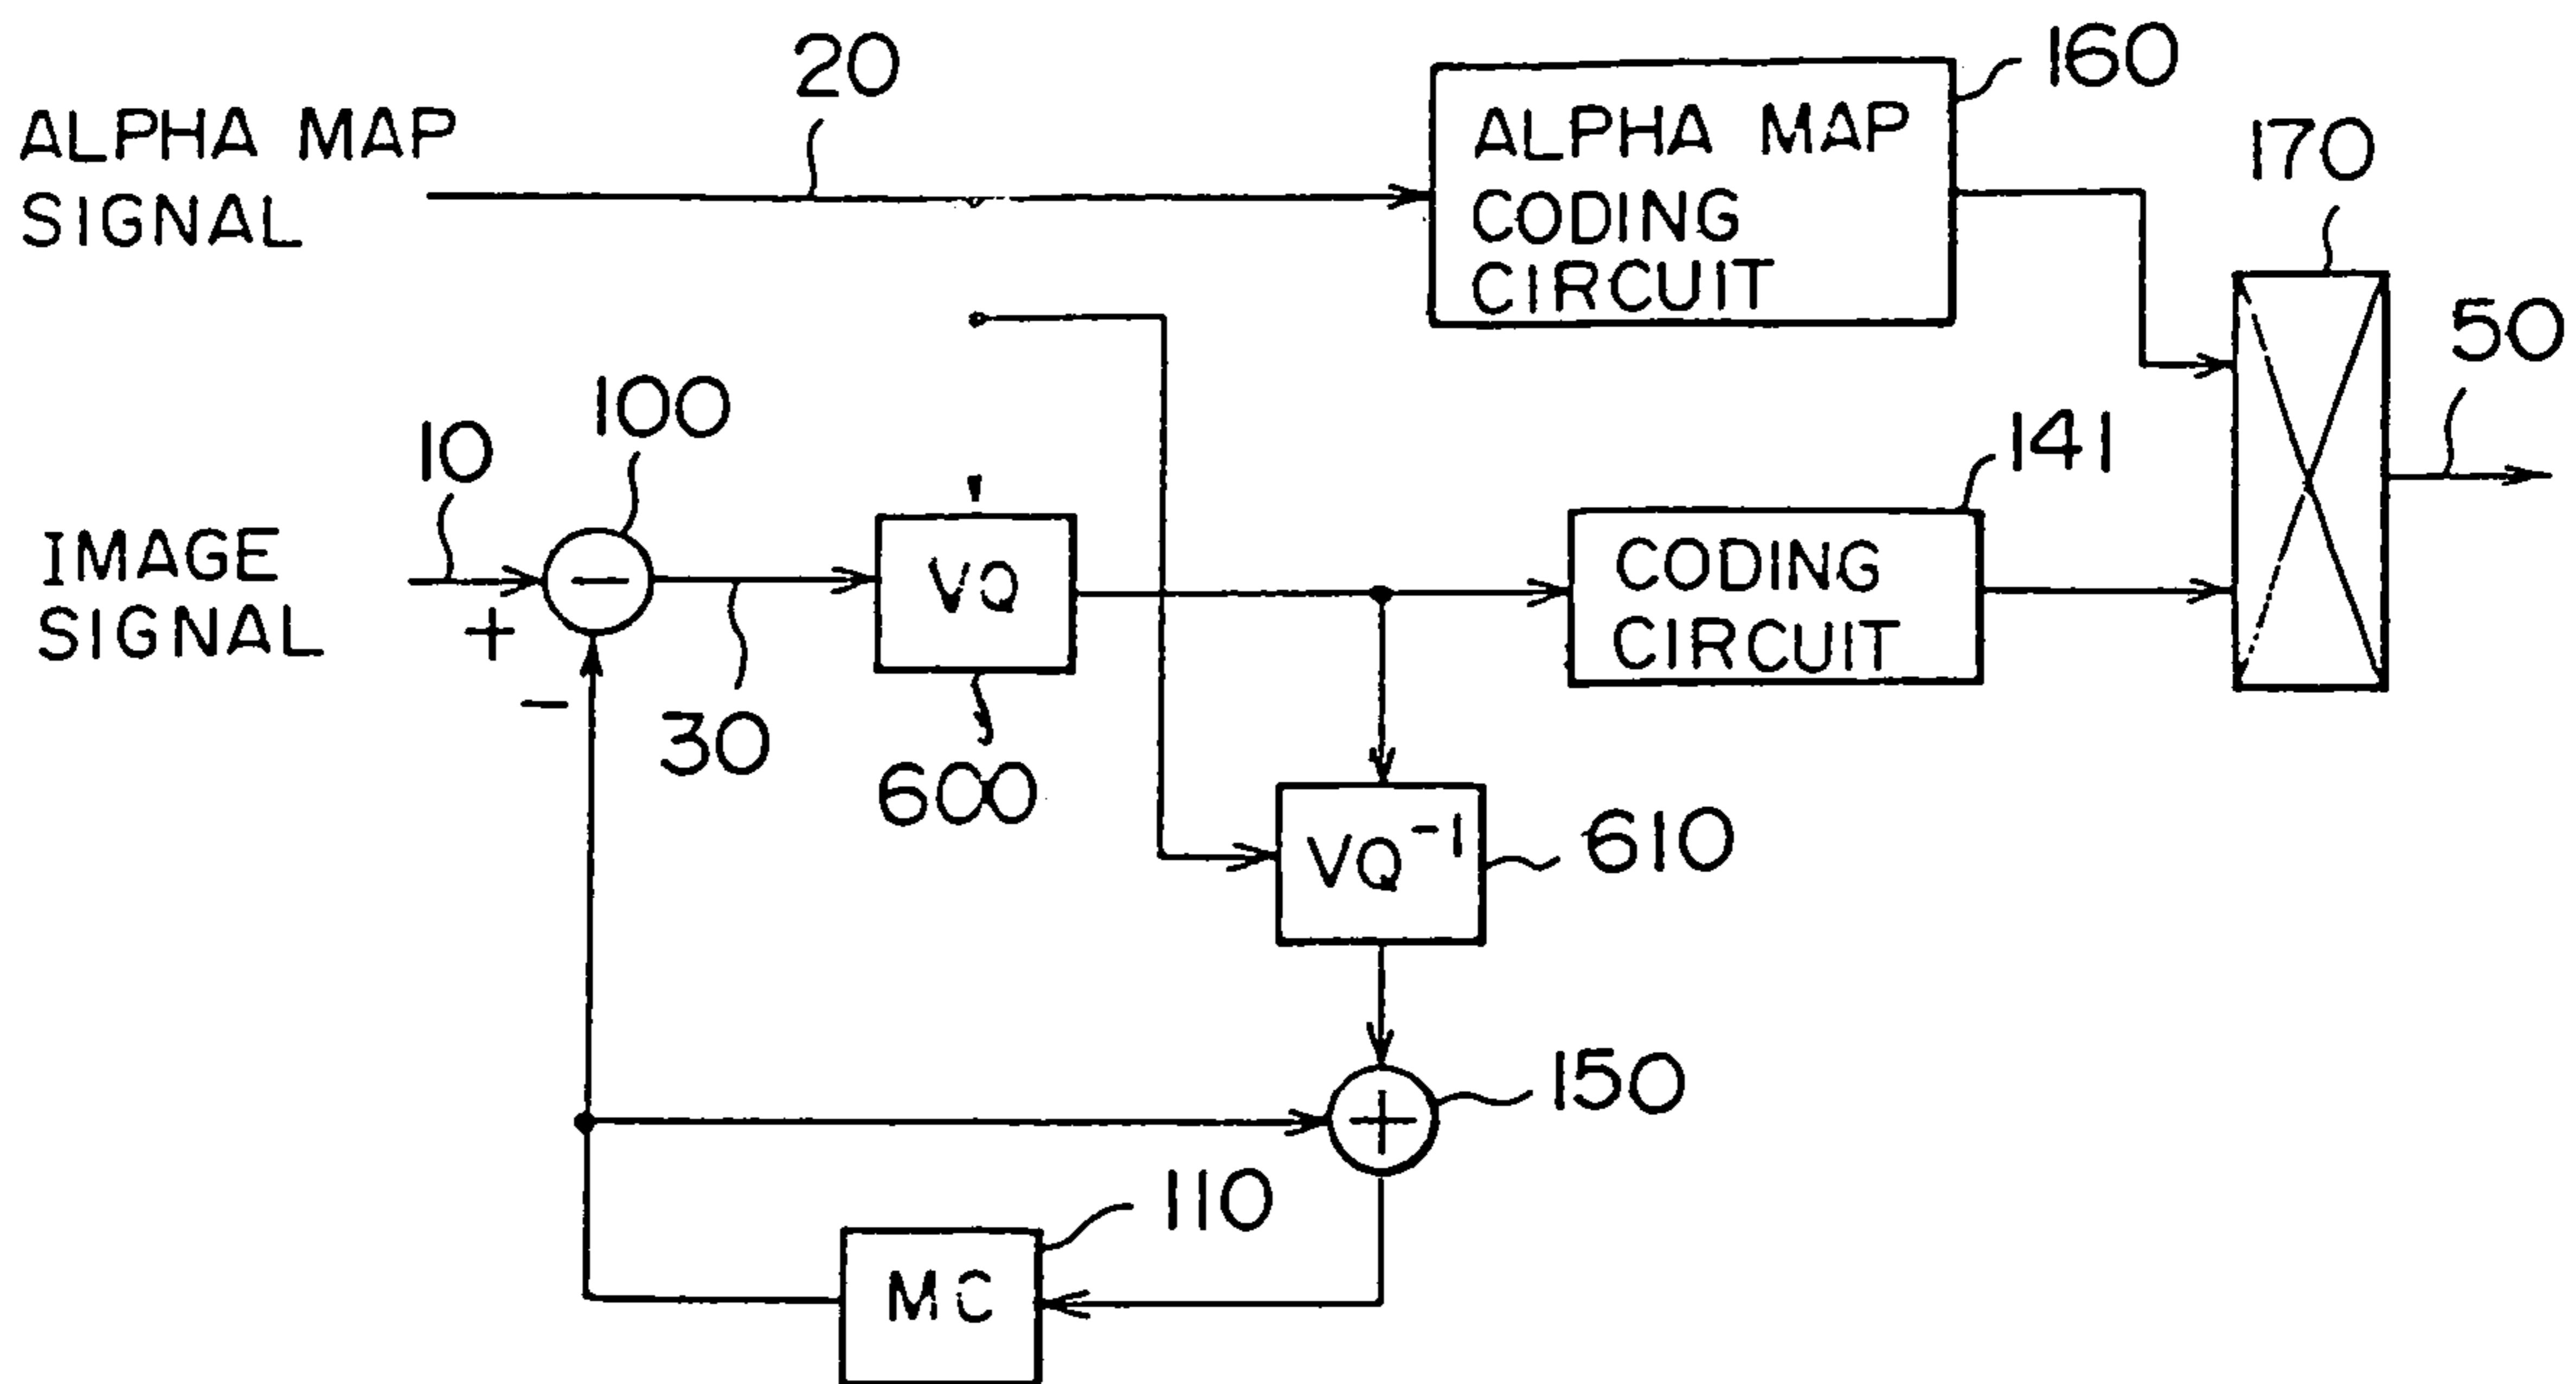 20
160
ALPHA MAP
SIGNAL
ALPHA MAP
CODING
CIRCUIT
170
50
10
100
141
IMAGE
SIGNAL
+
-
−
30
VQ
600
CODING
CIRCUIT
VQ⁻¹
610
150
+
110
MC